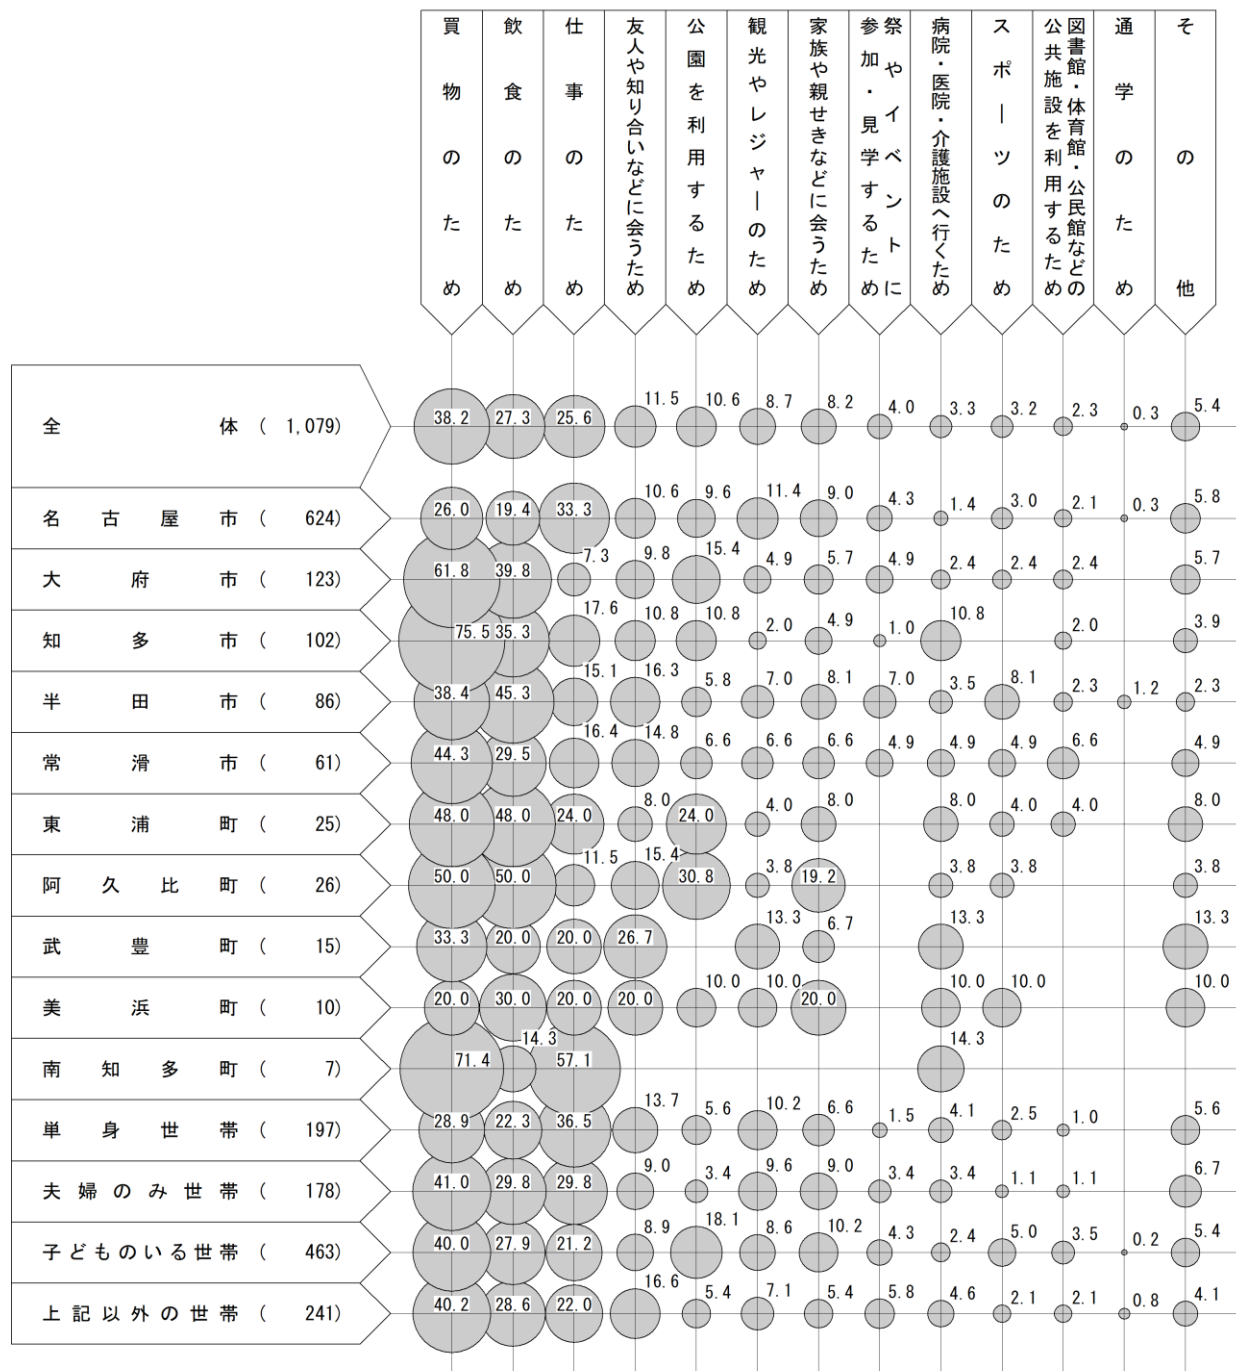 買物のため
飲食のため
仕事のため
友人や知り合いなどに会うため
公園を利用するため
観光やレジャーのため
家族や親せきなどに会うため
祭やイベントに
参加・見学するため
病院・医院・介護施設へ行くため
スポーツのため
図書館・体育館・公民館などの
公共施設を利用するため
通学のため
その他
全体 ( 1,079) 38.2 27.3 25.6 11.5 10.6 8.7 8.2 4.0 3.3 3.2 2.3 0.3 5.4
名古屋市 ( 624) 26.0 19.4 33.3 10.6 9.6 11.4 9.0 4.3 1.4 3.0 2.1 0.3 5.8
大府市 ( 123) 61.8 39.8 7.3 9.8 15.4 4.9 5.7 4.9 2.4 2.4 2.4 5.7
知多市 ( 102) 75.5 35.3 17.6 10.8 10.8 2.0 4.9 1.0 10.8 2.0 3.9
半田市 ( 86) 38.4 45.3 15.1 16.3 5.8 7.0 8.1 7.0 3.5 8.1 2.3 1.2 2.3
常滑市 ( 61) 44.3 29.5 16.4 14.8 6.6 6.6 6.6 4.9 4.9 4.9 6.6 4.9
東浦町 ( 25) 48.0 48.0 24.0 8.0 24.0 4.0 8.0 8.0 4.0 4.0 8.0
阿久比町 ( 26) 50.0 50.0 11.5 15.4 30.8 3.8 19.2 3.8 3.8 3.8
武豊町 ( 15) 33.3 20.0 20.0 26.7 13.3 6.7 13.3 13.3
美浜町 ( 10) 20.0 30.0 20.0 20.0 10.0 10.0 20.0 10.0 10.0 10.0
南知多町 ( 7) 71.4 14.3 57.1 14.3
単身世帯 ( 197) 28.9 22.3 36.5 13.7 5.6 10.2 6.6 1.5 4.1 2.5 1.0 5.6
夫婦のみ世帯 ( 178) 41.0 29.8 29.8 9.0 3.4 9.6 9.0 3.4 3.4 1.1 1.1 6.7
子どものいる世帯 ( 463) 40.0 27.9 21.2 8.9 18.1 8.6 10.2 4.3 2.4 5.0 3.5 0.2 5.4
上記以外の世帯 ( 241) 40.2 28.6 22.0 16.6 5.4 7.1 5.4 5.8 4.6 2.1 2.1 0.8 4.1